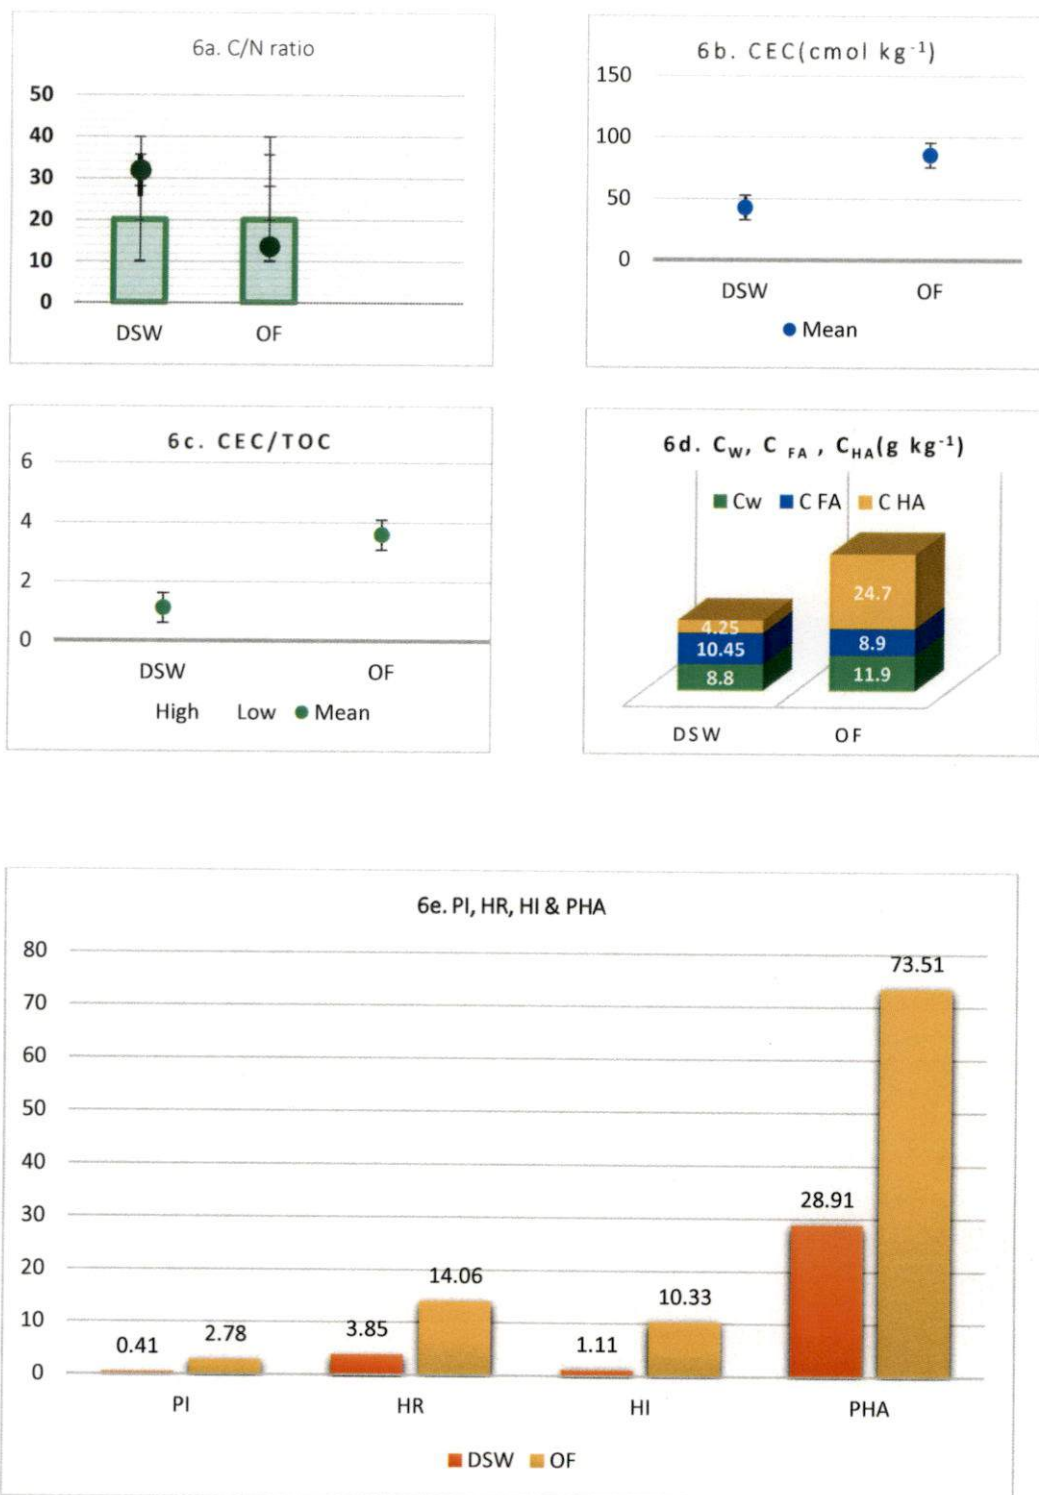 6a. C/N ratio
50
40
30
20
10
0
DSW OF
6b. CEC(cmol kg⁻¹)
150
100
50
0
DSW OF
Mean
6c. CEC/TOC
6
4
2
0
DSW OF
High Low Mean
6d. C_W, C _FA , C_HA(g kg⁻¹)
Cw C FA C HA
4.25
10.45
8.8
24.7
8.9
11.9
DSW OF
6e. PI, HR, HI & PHA
80
70
60
50
40
30
20
10
0
0.41 2.78 3.85 14.06 1.11 10.33 28.91 73.51
PI HR HI PHA
DSW OF